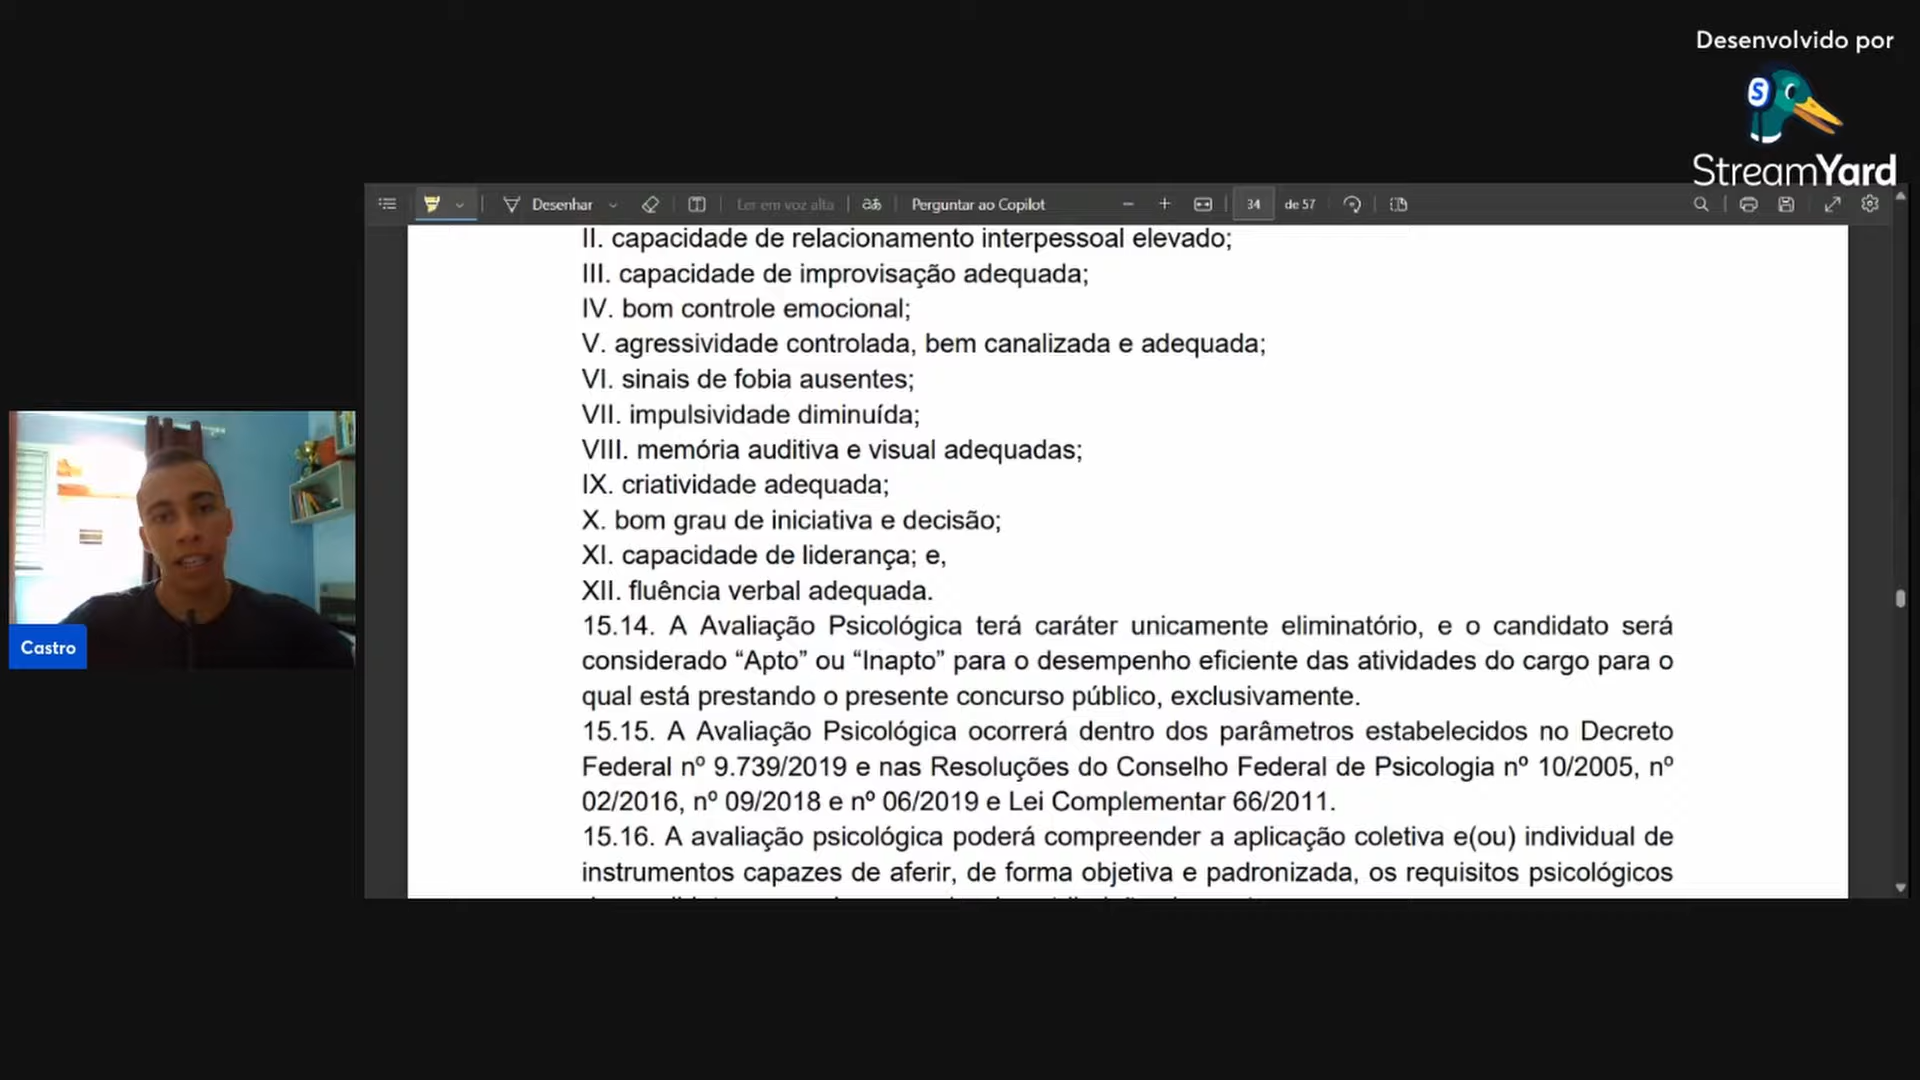 Desenvolvido por
S
StreamYard
Desenhar
Ler em voz alta
aあ
Perguntar ao Copilot
34
de 57
II. capacidade de relacionamento interpessoal elevado;
III. capacidade de improvisação adequada;
IV. bom controle emocional;
V. agressividade controlada, bem canalizada e adequada;
VI. sinais de fobia ausentes;
VII. impulsividade diminuída;
VIII. memória auditiva e visual adequadas;
IX. criatividade adequada;
X. bom grau de iniciativa e decisão;
XI. capacidade de liderança; e,
XII. fluência verbal adequada.
15.14. A Avaliação Psicológica terá caráter unicamente eliminatório, e o candidato será
considerado “Apto” ou “Inapto” para o desempenho eficiente das atividades do cargo para o
qual está prestando o presente concurso público, exclusivamente.
15.15. A Avaliação Psicológica ocorrerá dentro dos parâmetros estabelecidos no Decreto
Federal nº 9.739/2019 e nas Resoluções do Conselho Federal de Psicologia nº 10/2005, nº
02/2016, nº 09/2018 e nº 06/2019 e Lei Complementar 66/2011.
15.16. A avaliação psicológica poderá compreender a aplicação coletiva e(ou) individual de
instrumentos capazes de aferir, de forma objetiva e padronizada, os requisitos psicológicos
Castro